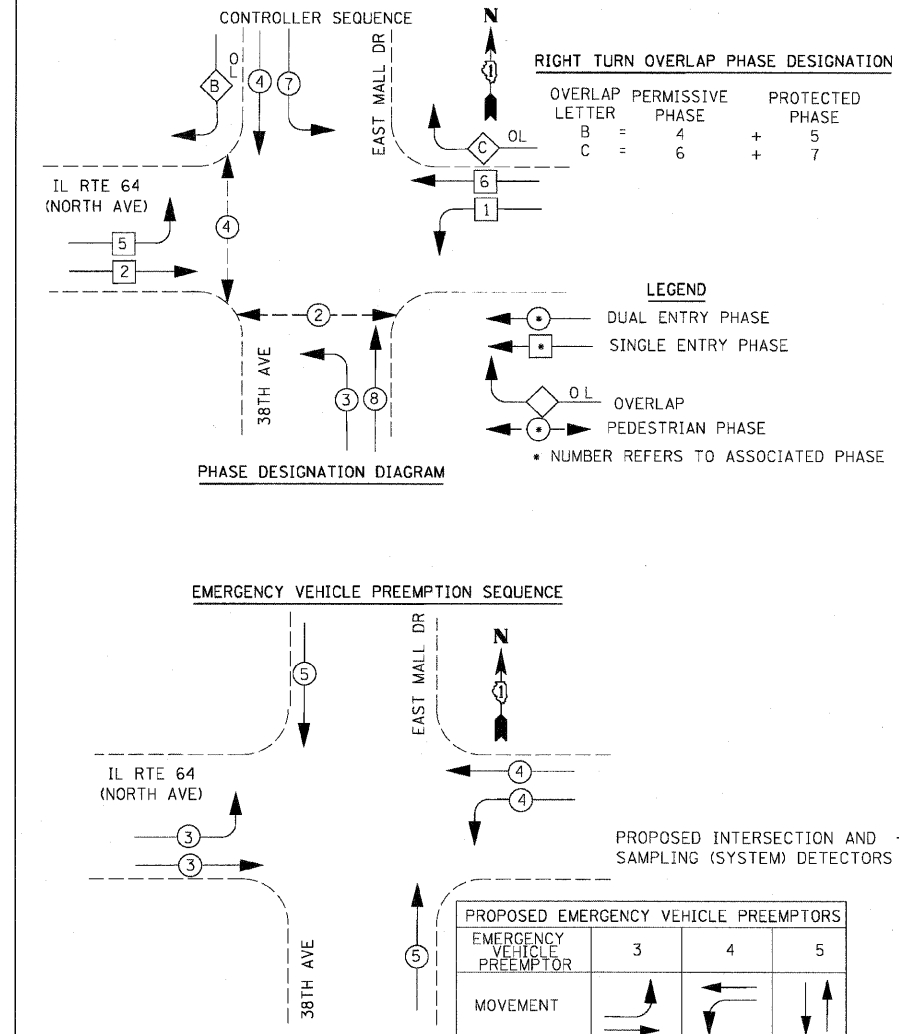 CONTROLLER SEQUENCE
N
1
RIGHT TURN OVERLAP PHASE DESIGNATION
OVERLAP LETTER PERMISSIVE PHASE PROTECTED PHASE
B = 4 + 5
C = 6 + 7
B
OL
4
7
EAST MALL DR
C
OL
6
1
IL RTE 64
(NORTH AVE)
5
2
4
2
38TH AVE
3
8
LEGEND
* DUAL ENTRY PHASE
* SINGLE ENTRY PHASE
OL OVERLAP
* PEDESTRIAN PHASE
* NUMBER REFERS TO ASSOCIATED PHASE
PHASE DESIGNATION DIAGRAM
EMERGENCY VEHICLE PREEMPTION SEQUENCE
5
EAST MALL DR
N
1
4
4
IL RTE 64
(NORTH AVE)
3
3
5
38TH AVE
PROPOSED INTERSECTION AND -
SAMPLING (SYSTEM) DETECTORS
PROPOSED EMERGENCY VEHICLE PREEMPTORS
EMERGENCY
VEHICLE
PREEMPTOR
3 4 5
MOVEMENT